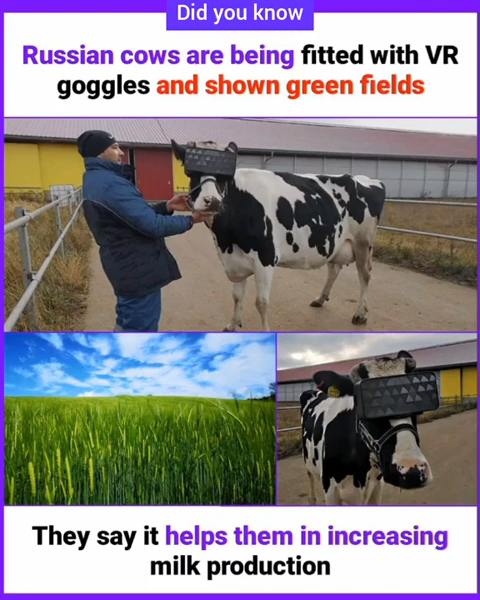 Did you know
Russian cows are being fitted with VR
goggles and shown green fields
They say it helps them in increasing
milk production